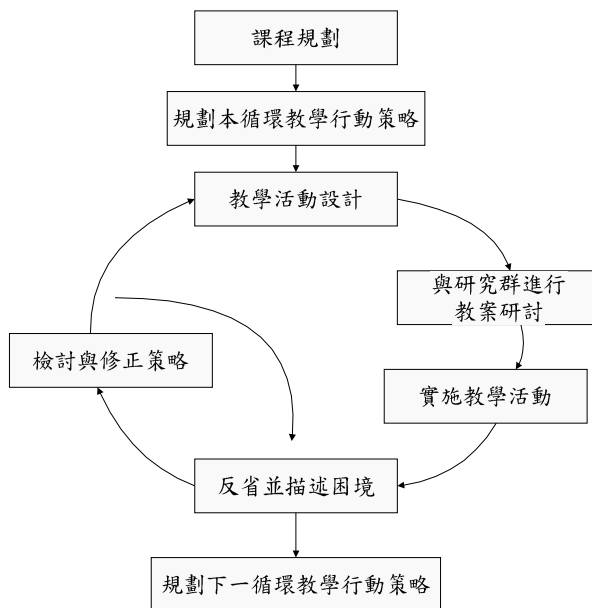 課程規劃
規劃本循環教學行動策略
教學活動設計
與研究群進行
教案研討
檢討與修正策略
實施教學活動
反省並描述困境
規劃下一循環教學行動策略